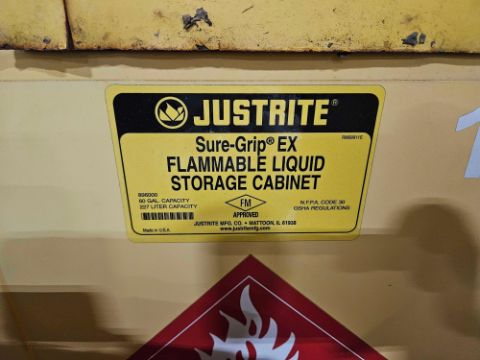 JUSTRITE®
Sure-Grip® EX
FLAMMABLE LIQUID
STORAGE CABINET
896000
60 GAL. CAPACITY
227 LITER CAPACITY
FM
APPROVED
N.F.P.A. CODE 30
OSHA REGULATIONS
JUSTRITE MFG. CO. • MATTOON, IL 61938
www.justritemfg.com
Made in U.S.A.